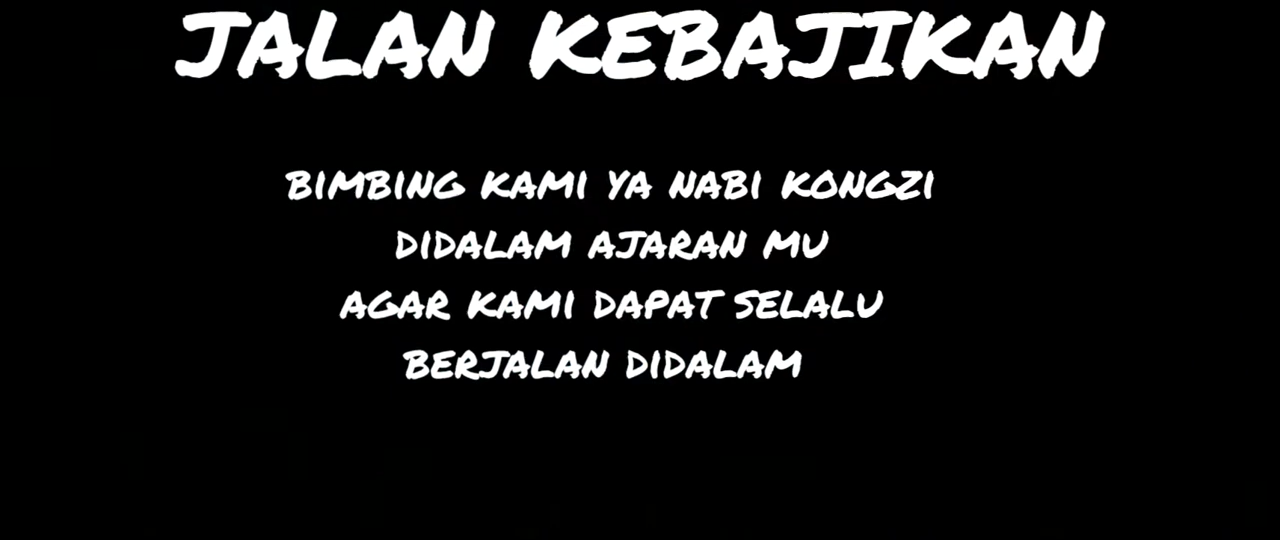 JALAN KEBAJIKAN
BIMBING KAMI YA NABI KONGZI
DIDALAM AJARAN MU
AGAR KAMI DAPAT SELALU
BERJALAN DIDALAM